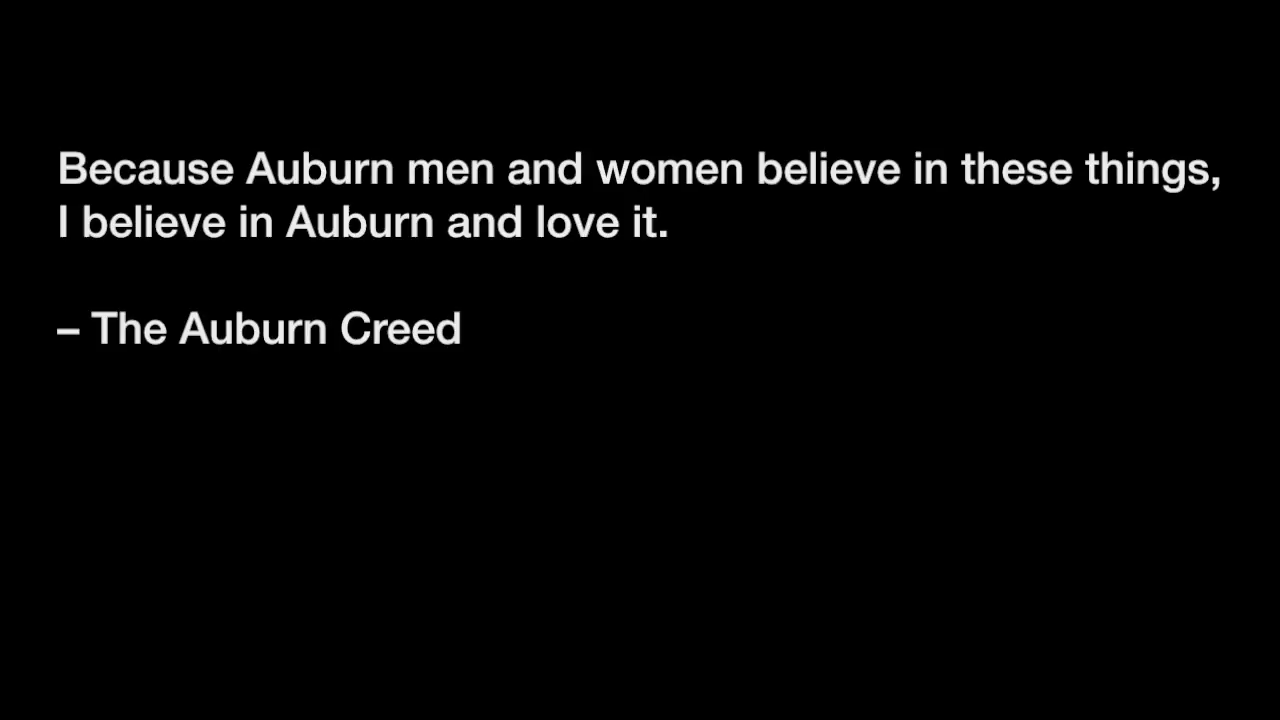 Because Auburn men and women believe in these things,
I believe in Auburn and love it.
– The Auburn Creed